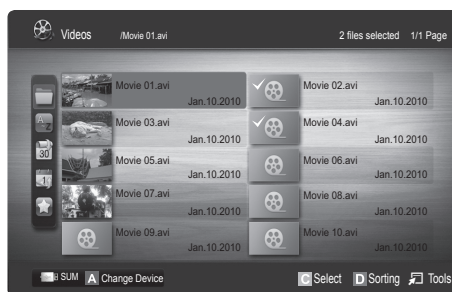 Videos /Movie 01.avi 2 files selected 1/1 Page
Movie 01.avi Movie 02.avi
Jan.10.2010 Jan.10.2010
Movie 03.avi Movie 04.avi
Jan.10.2010 Jan.10.2010
Movie 05.avi Movie 06.avi
Jan.10.2010 Jan.10.2010
Movie 07.avi Movie 08.avi
Jan.10.2010 Jan.10.2010
Movie 09.avi Movie 10.avi
Jan.10.2010 Jan.10.2010
A
Z
30
1
SUM A Change Device C Select D Sorting Tools